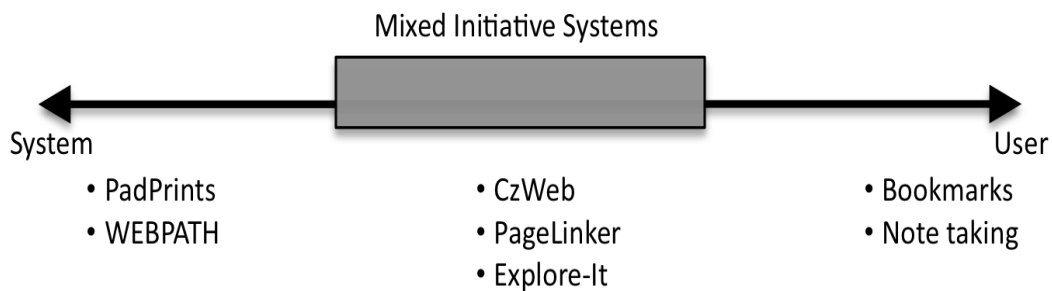 Mixed Initiative Systems
System
User
• PadPrints
• WEBPATH
• CzWeb
• PageLinker
• Explore-It
• Bookmarks
• Note taking